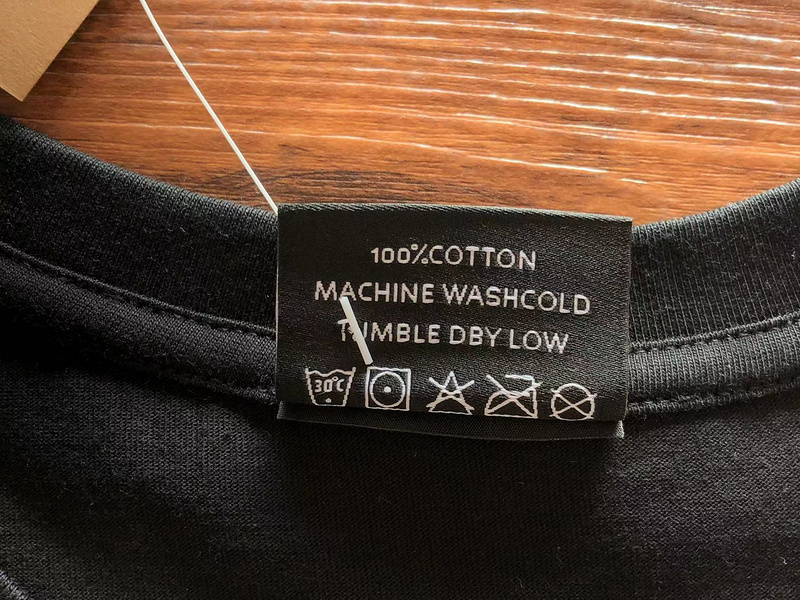 100%COTTON
MACHINE WASHCOLD
TUMBLE DBY LOW
30°C